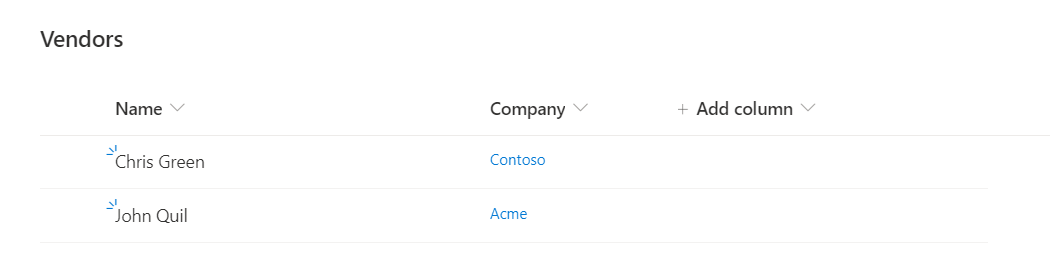 Vendors
Name Company + Add column
Chris Green Contoso
John Quil Acme